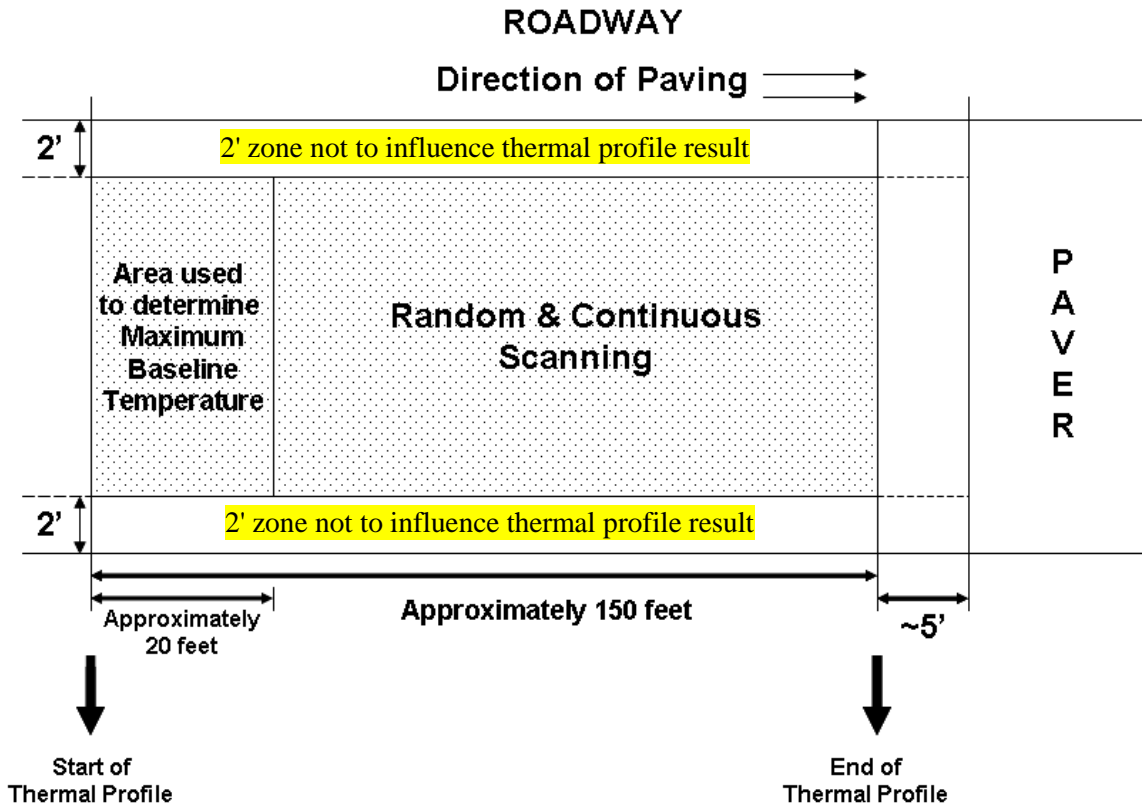 ROADWAY
Direction of Paving
2’
2' zone not to influence thermal profile result
Area used
to determine
Maximum
Baseline
Temperature
Random & Continuous
Scanning
P
A
V
E
R
2’
2' zone not to influence thermal profile result
Approximately
20 feet
Approximately 150 feet
~5’
Start of
Thermal Profile
End of
Thermal Profile